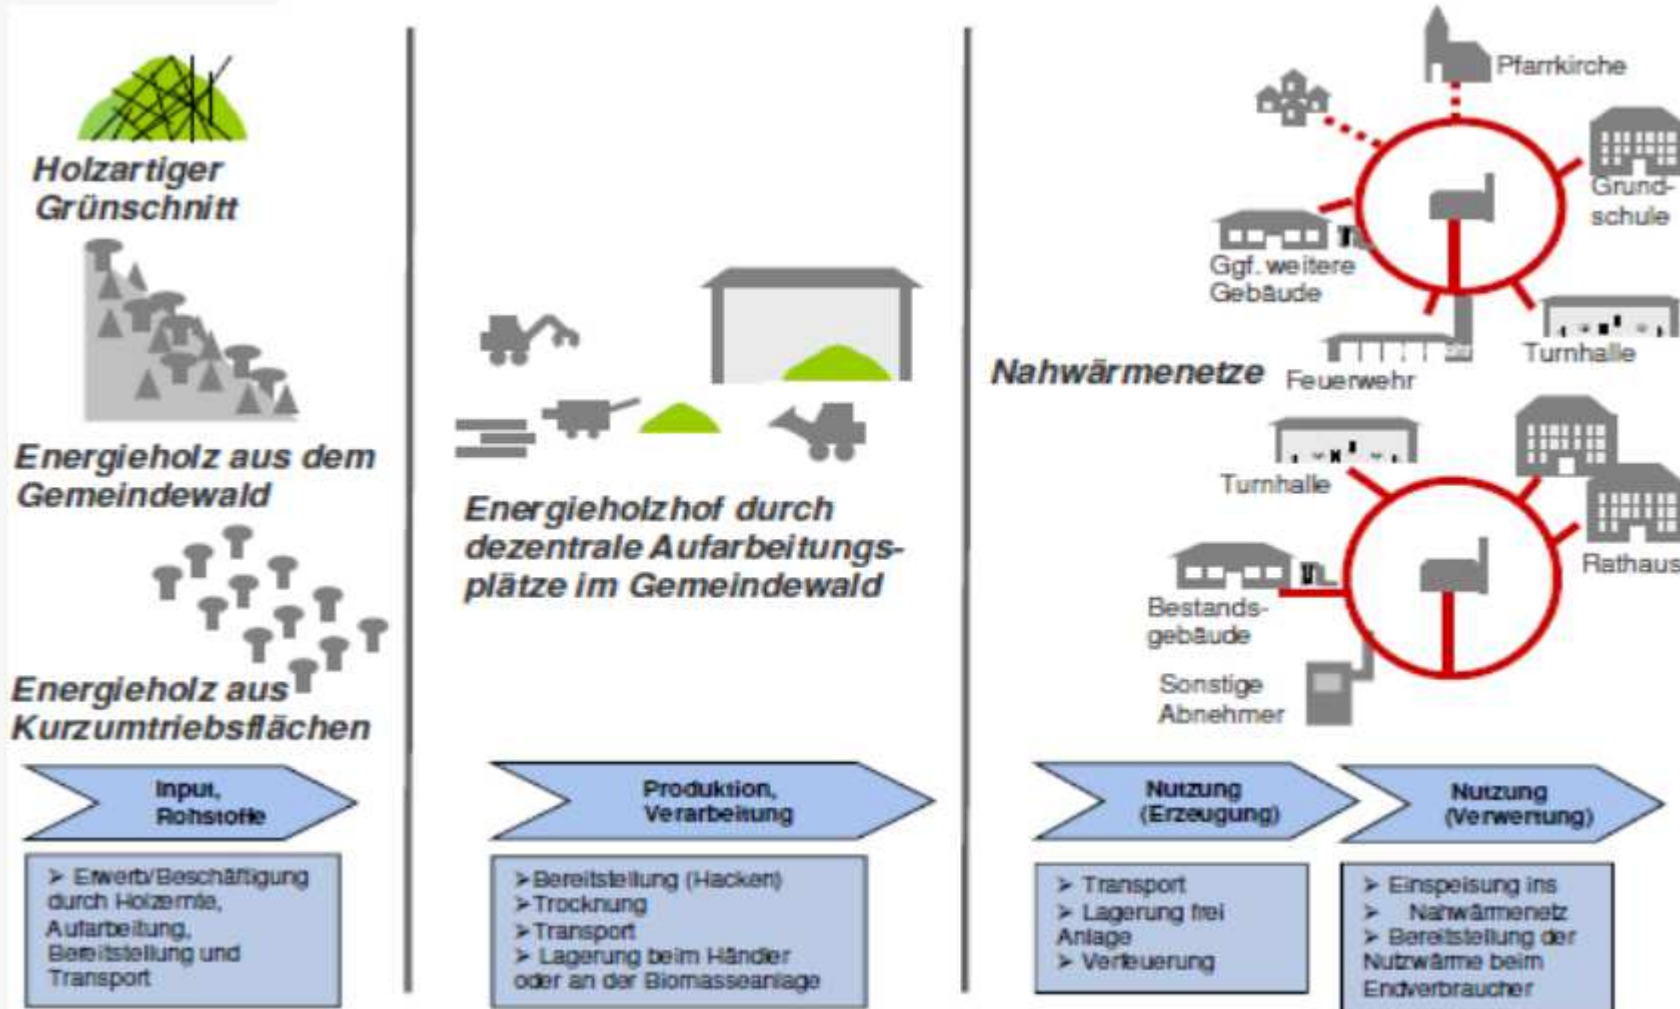 Holzartiger
Grünschnitt
Energieholz aus dem
Gemeindewald
Energieholz aus
Kurzumtriebsflächen
Energieholzhof durch
dezentrale Aufarbeitungs-
plätze im Gemeindewald
Nahwärmenetze
Pfarrkirche
Grund-
schule
Ggf. weitere
Gebäude
Turnhalle
Feuerwehr
Turnhalle
Rathaus
Bestands-
gebäude
Sonstige
Abnehmer
Input,
Rohstoffe
➢ Erwerb/Beschäftigung
durch Holzernte,
Aufarbeitung,
Bereitstellung und
Transport
Produktion,
Verarbeitung
➢Bereitstellung (Hacken)
➢Trocknung
➢Transport
➢ Lagerung beim Händler
oder an der Biomasseanlage
Nutzung
(Erzeugung)
➢ Transport
➢ Lagerung frei
Anlage
➢ Verfeuerung
Nutzung
(Verwertung)
➢ Einspeisung ins
➢ Nahwärmenetz
➢ Bereitstellung der
Nutzwärme beim
Endverbraucher